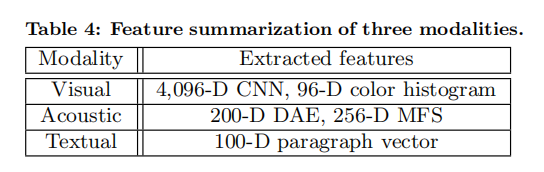 Table 4: Feature summarization of three modalities.
Modality Extracted features
Visual 4,096-D CNN, 96-D color histogram
Acoustic 200-D DAE, 256-D MFS
Textual 100-D paragraph vector